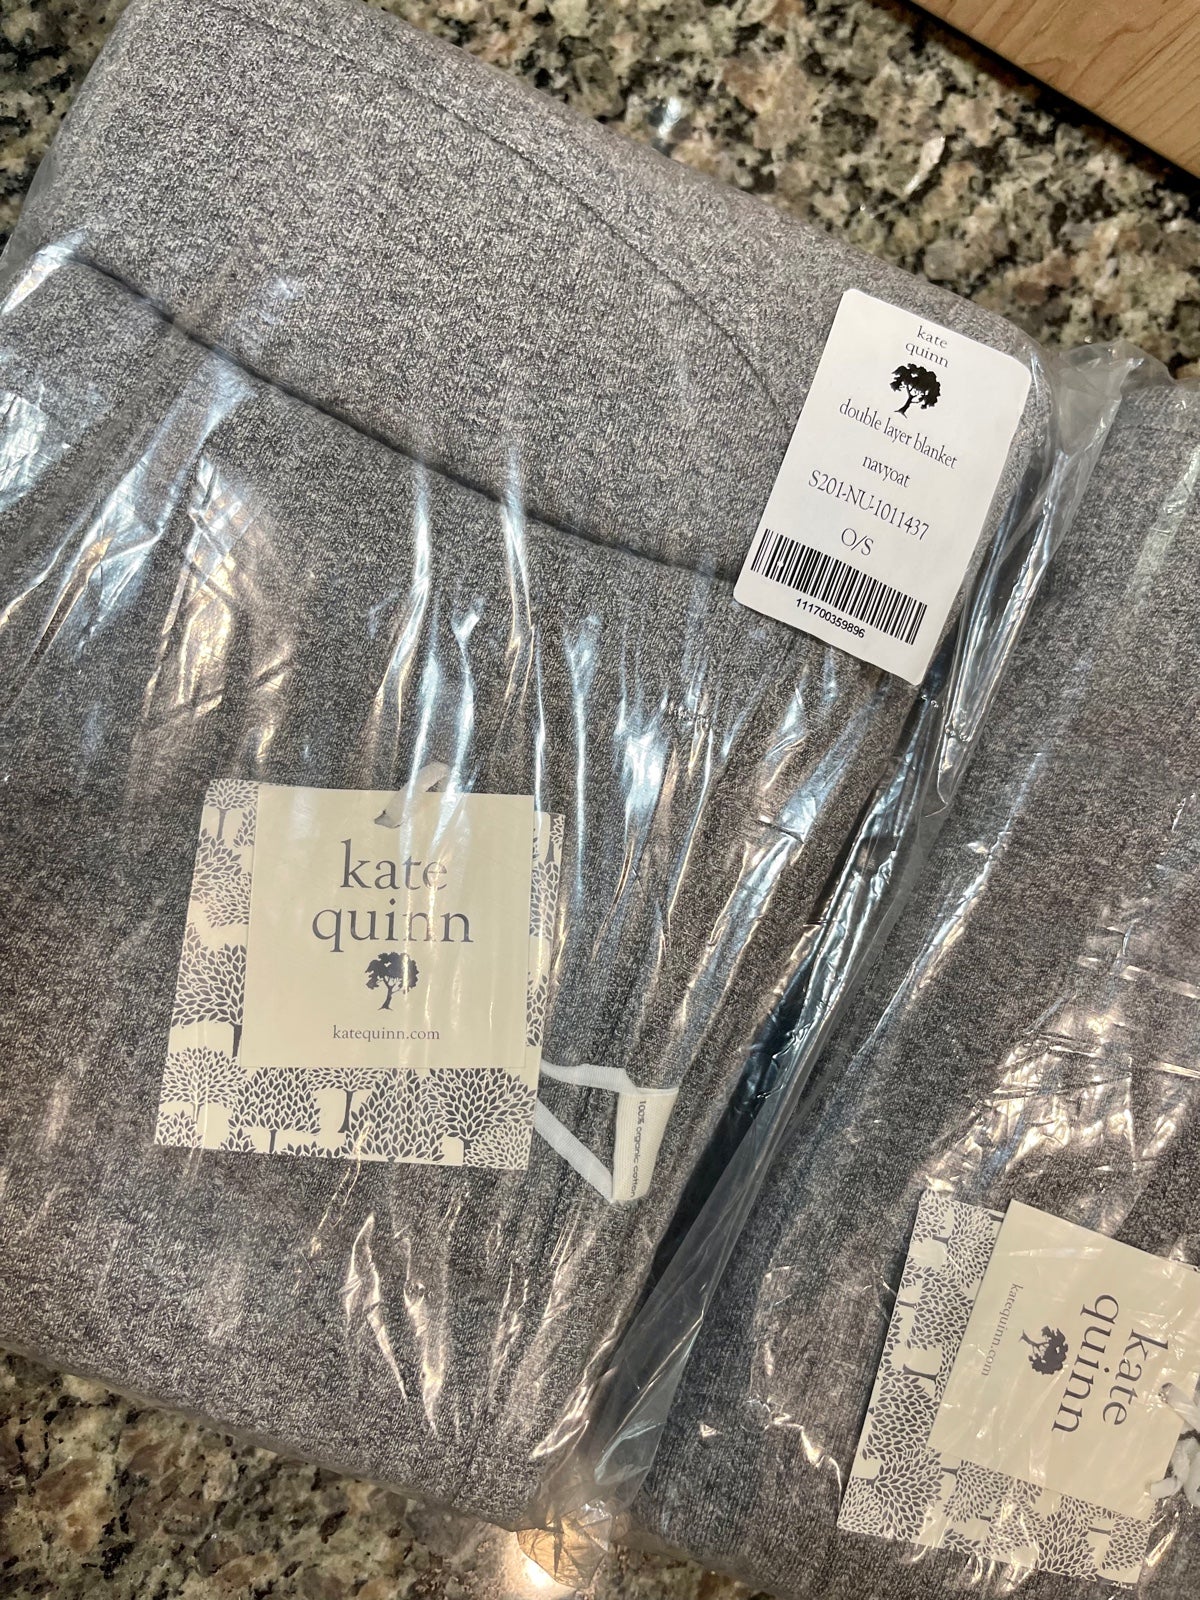 kate
quinn
double layer blanket
navyoat
S201-NU-1011437
O/S
111700359896
kate
quinn
katequinn.com
100% organic cotton
kate
quinn
katequinn.com